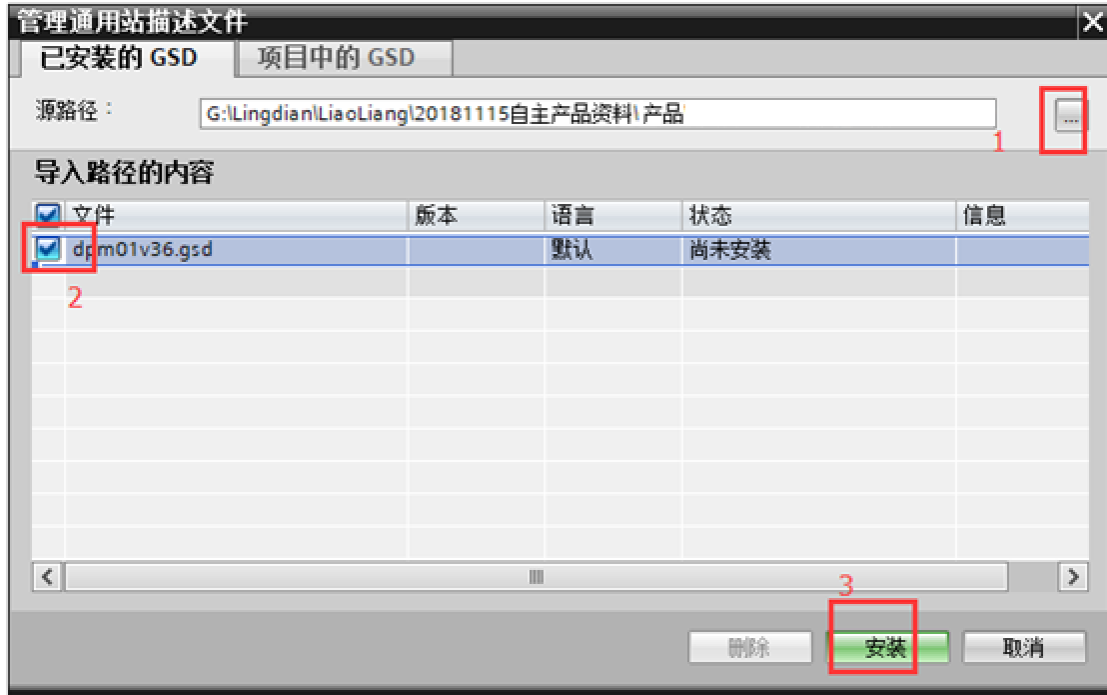 管理通用站描述文件
已安装的 GSD 项目中的 GSD
源路径： G:\Lingdian\LiaoLiang\20181115自主产品资料\产品 ...
1
导入路径的内容
文件 版本 语言 状态 信息
dpm01v36.gsd 默认 尚未安装
2
3
删除 安装 取消